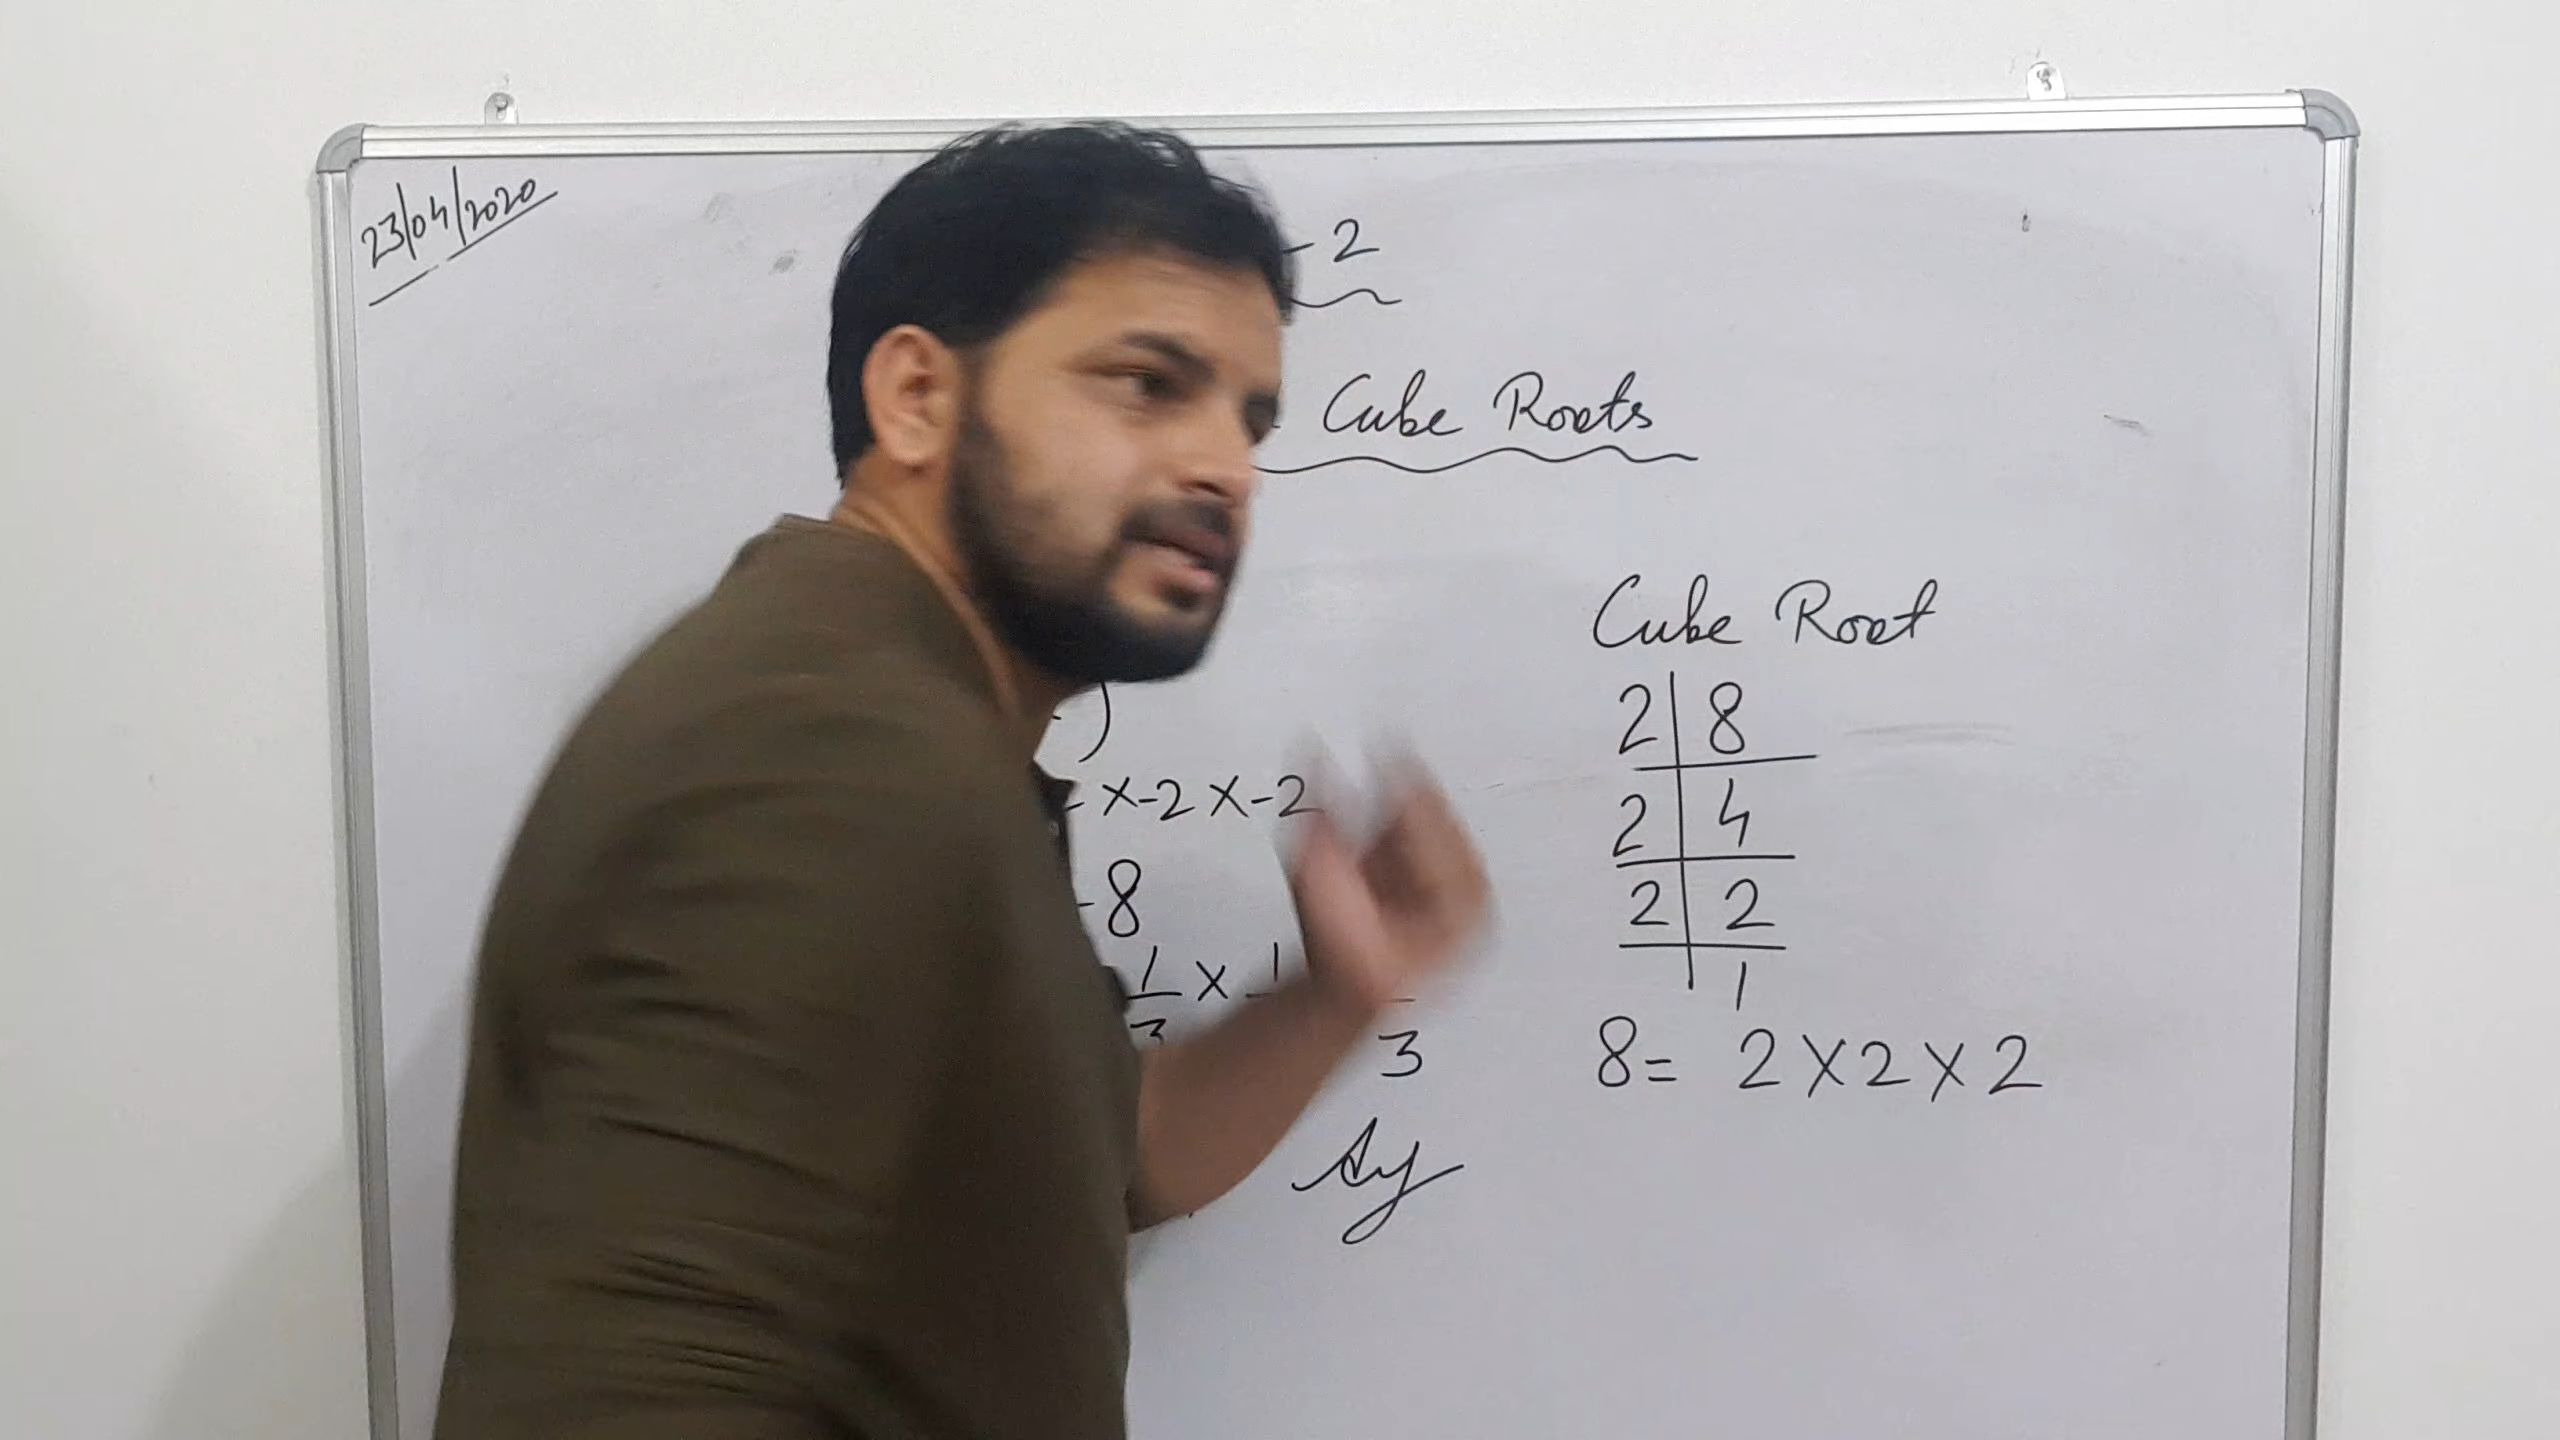 23/04/2020
- 2
Cube Roots
)
× -2 × -2
-8
1/3 × 1
3
Cube Root
2 | 8
2 | 4
2 | 2
1
8 = 2 × 2 × 2